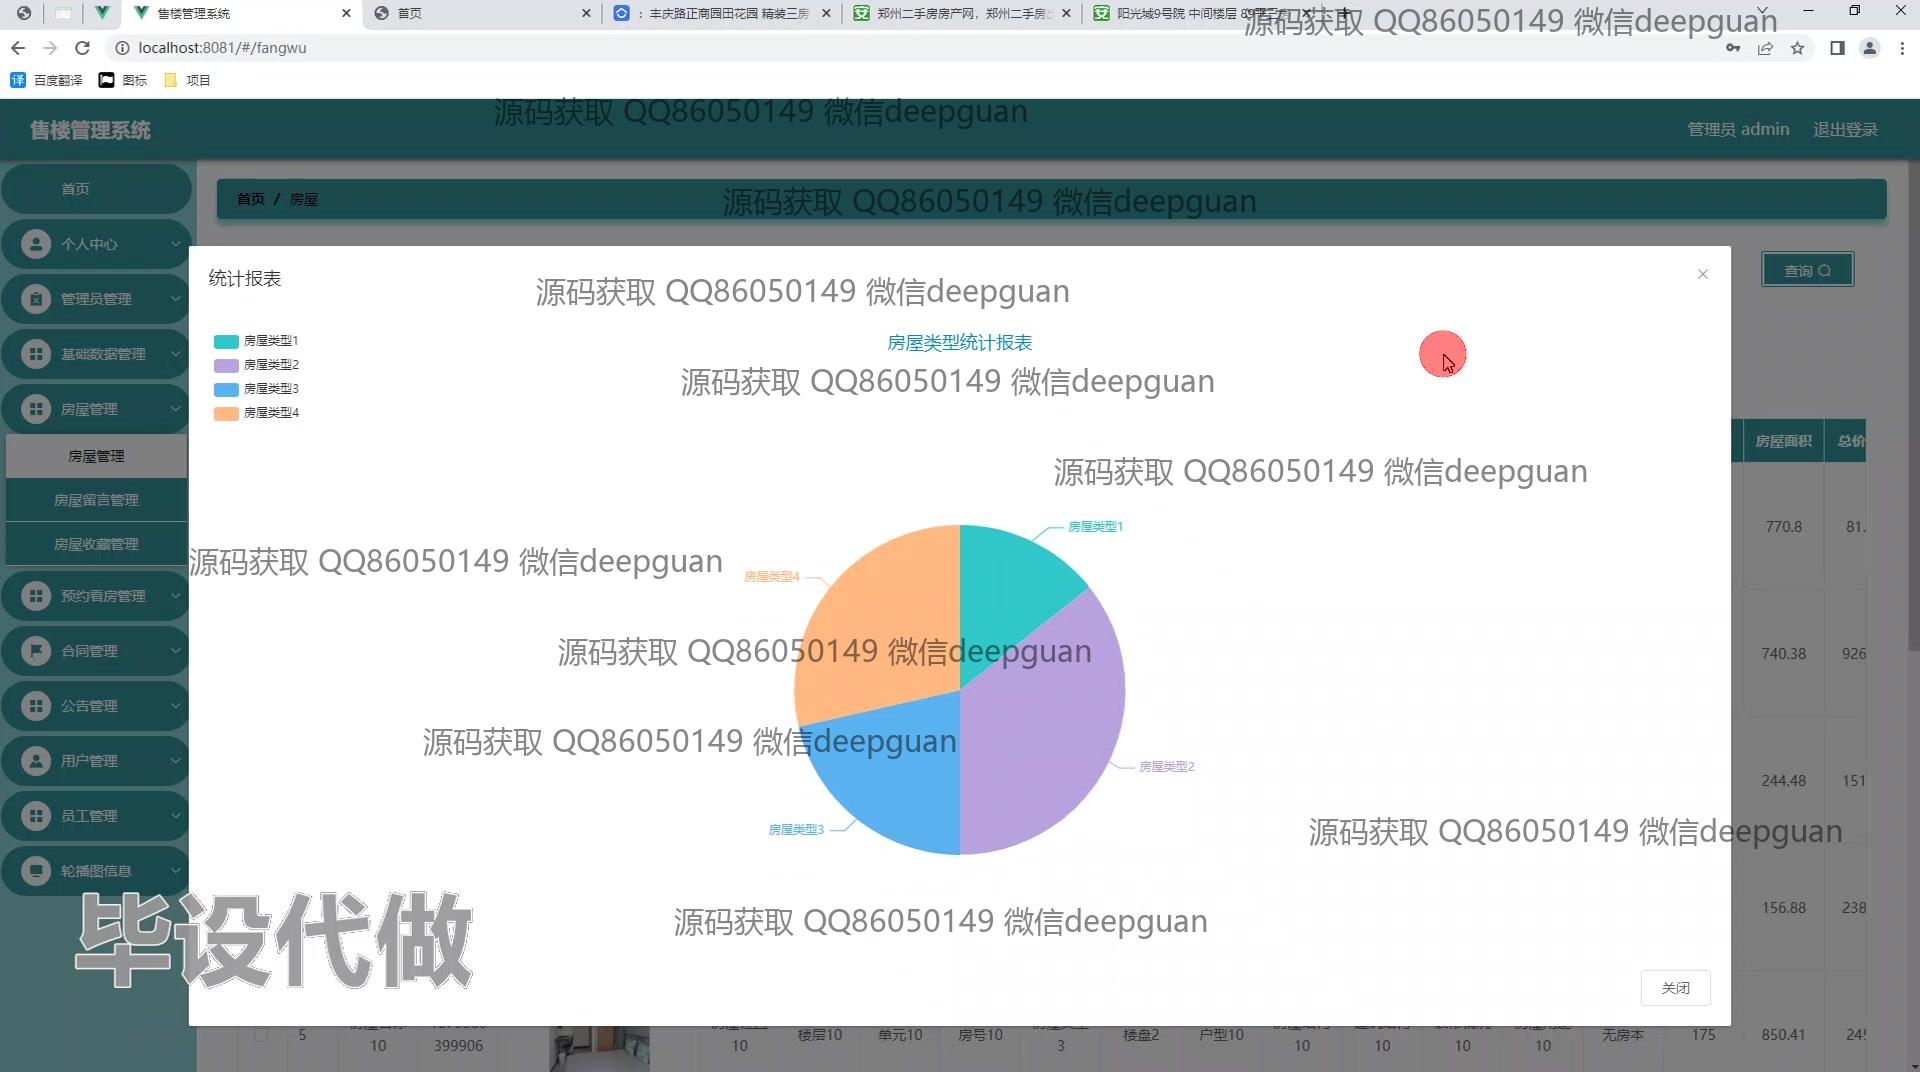 售楼管理系统
首页
：丰庆路正商园田花园 精装三房
郑州二手房房产网，郑州二手房出
阳光城9号院 中间楼层
源码获取 QQ86050149 微信deepguan
localhost:8081/#/fangwu
百度翻译
图标
项目
源码获取 QQ86050149 微信deepguan
售楼管理系统
管理员 admin
退出登录
首页
首页 / 房屋
源码获取 QQ86050149 微信deepguan
个人中心
统计报表
查询
源码获取 QQ86050149 微信deepguan
管理员管理
房屋类型1
房屋类型2
房屋类型3
房屋类型4
房屋类型统计报表
基础数据管理
源码获取 QQ86050149 微信deepguan
房屋管理
房屋面积
总价
房屋管理
源码获取 QQ86050149 微信deepguan
房屋留言管理
房屋类型1
770.8
81.
房屋收藏管理
源码获取 QQ86050149 微信deepguan
房屋类型4
预约看房管理
合同管理
源码获取 QQ86050149 微信deepguan
740.38
926
公告管理
源码获取 QQ86050149 微信deepguan
用户管理
房屋类型2
244.48
151
员工管理
房屋类型3
源码获取 QQ86050149 微信deepguan
轮播图信息
156.88
238
毕设代做
源码获取 QQ86050149 微信deepguan
关闭
5
10
399906
10
楼层10
单元10
房号10
3
楼盘2
户型10
10
10
10
10
无房本
175
850.41
245